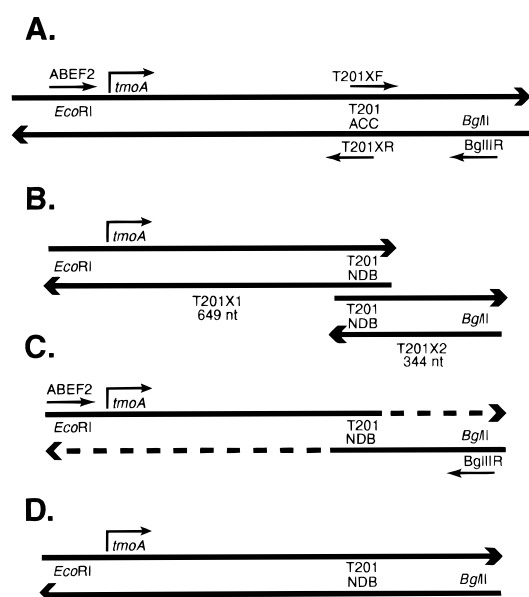 A.
ABEF2
tmoA
T201XF
EcoRI
T201
ACC
BglII
T201XR
BglIIR
B.
tmoA
EcoRI
T201
NDB
T201X1
649 nt
T201
NDB
BglII
T201X2
344 nt
C.
ABEF2
tmoA
EcoRI
T201
NDB
BglII
BglIIR
D.
tmoA
EcoRI
T201
NDB
BglII